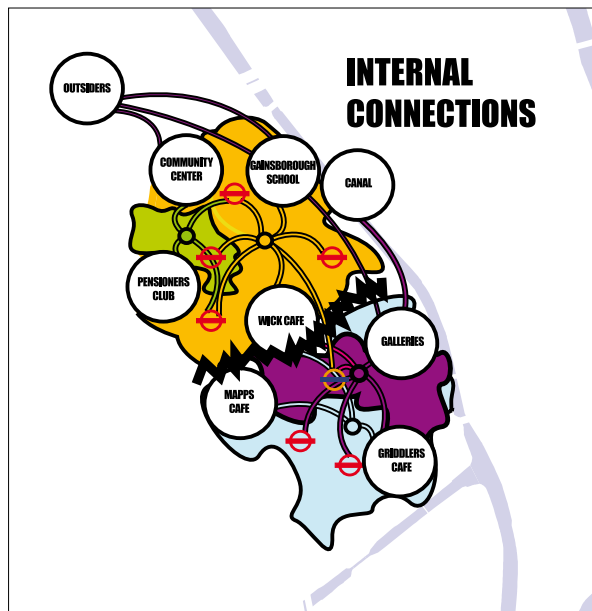 INTERNAL
CONNECTIONS
OUTSIDERS
COMMUNITY
CENTER
GAINSBOROUGH
SCHOOL
CANAL
PENSIONERS
CLUB
WICK CAFE
GALLERIES
MAPPS
CAFE
GRIDDLERS
CAFE